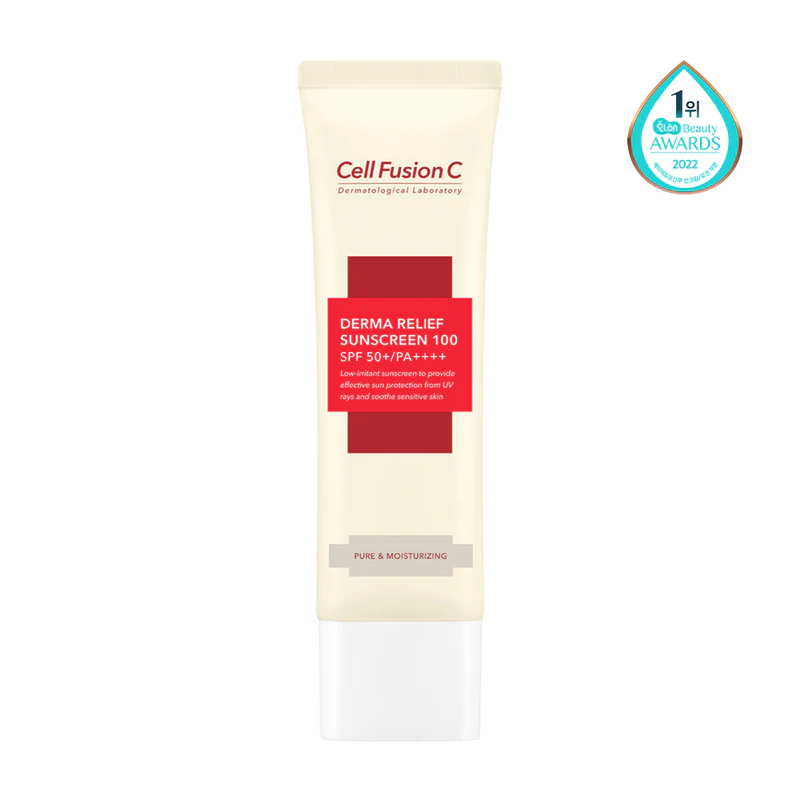 Cell Fusion C
Dermatological Laboratory
DERMA RELIEF
SUNSCREEN 100
SPF 50+/PA++++
Low-irritant sunscreen to provide
effective sun protection from UV
rays and soothe sensitive skin
PURE & MOISTURIZING
1위
Beauty
AWARDS
2022